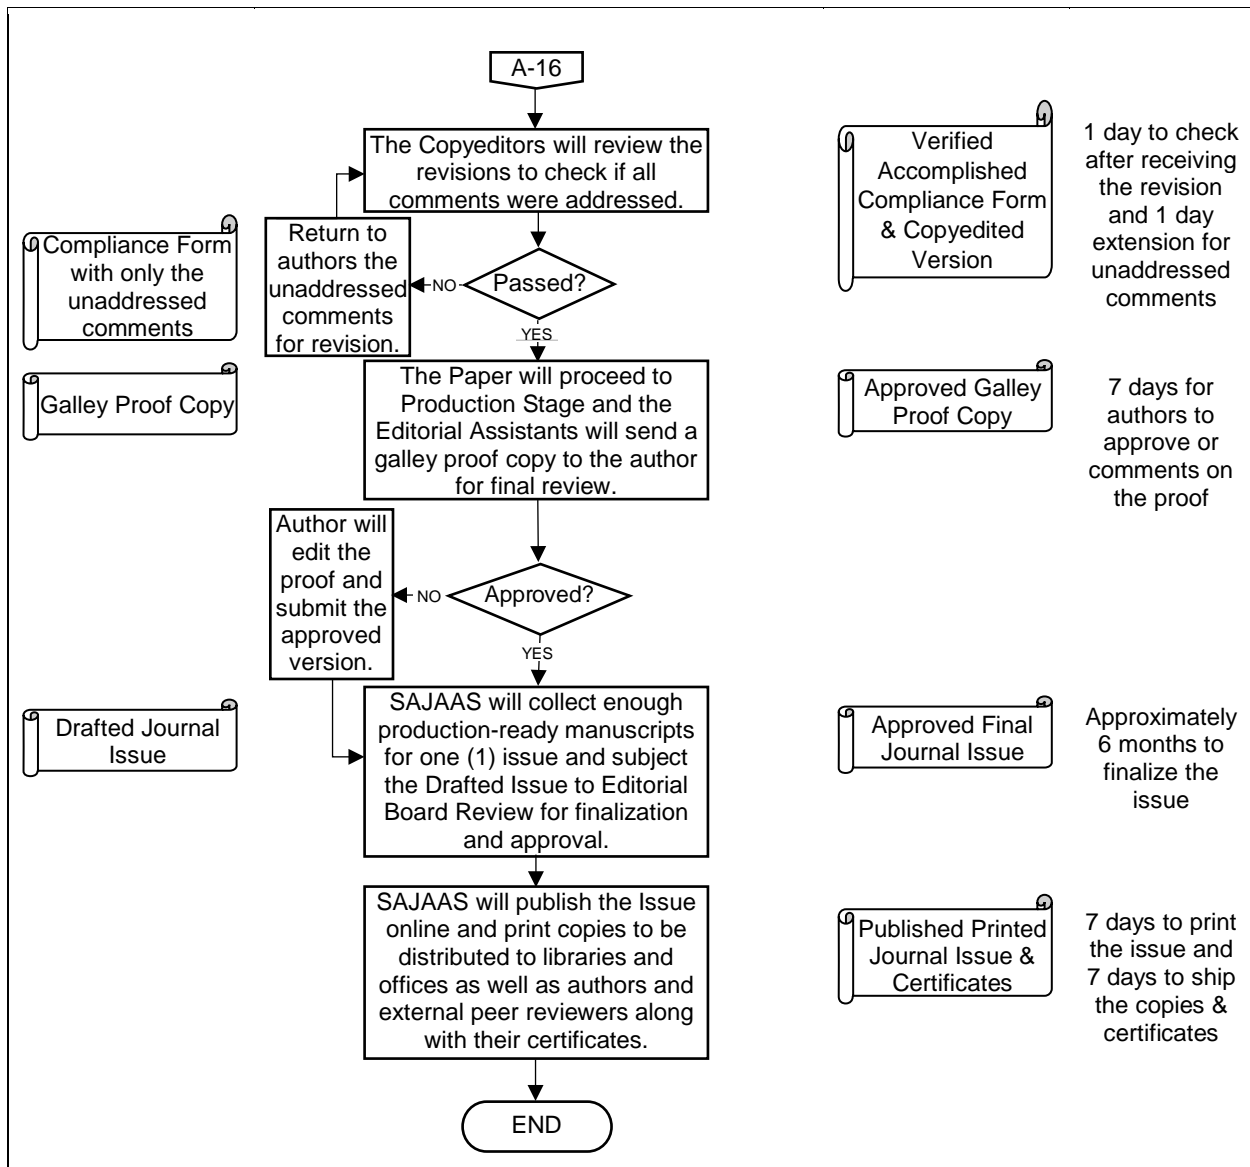 A-16
The Copyeditors will review the
revisions to check if all
comments were addressed.
Verified
Accomplished
Compliance Form
& Copyedited
Version
1 day to check
after receiving
the revision
and 1 day
extension for
unaddressed
comments
Compliance Form
with only the
unaddressed
comments
Return to
authors the
unaddressed
comments
for revision.
NO
Passed?
YES
Galley Proof Copy
The Paper will proceed to
Production Stage and the
Editorial Assistants will send a
galley proof copy to the author
for final review.
Approved Galley
Proof Copy
7 days for
authors to
approve or
comments on
the proof
Author will
edit the
proof and
submit the
approved
version.
NO
Approved?
YES
Drafted Journal
Issue
SAJAAS will collect enough
production-ready manuscripts
for one (1) issue and subject
the Drafted Issue to Editorial
Board Review for finalization
and approval.
Approved Final
Journal Issue
Approximately
6 months to
finalize the
issue
SAJAAS will publish the Issue
online and print copies to be
distributed to libraries and
offices as well as authors and
external peer reviewers along
with their certificates.
Published Printed
Journal Issue &
Certificates
7 days to print
the issue and
7 days to ship
the copies &
certificates
END